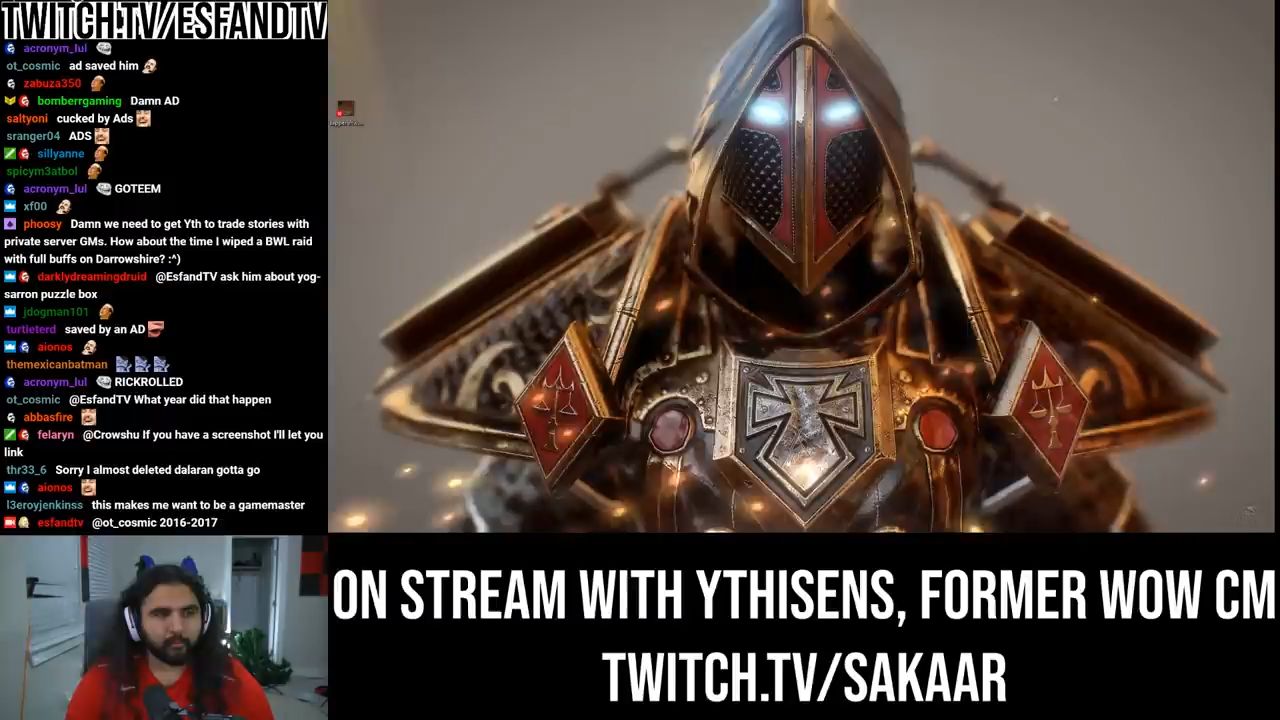 TWITCH.TV/ESFANDTV
acronym_lul
ot_cosmic ad saved him
zabuza350
bomberrgaming Damn AD
saltyoni cucked by Ads
sranger04 ADS
sillyanne
spicym3atbol
acronym_lul GOTEEM
xf00
phoosy Damn we need to get Yth to trade stories with
private server GMs. How about the time I wiped a BWL raid
with full buffs on Darrowshire? :^)
darklydreamingdruid @EsfandTV ask him about yog-
sarron puzzle box
jdogman101
turtleterd saved by an AD
aionos
themexicanbatman
acronym_lul RICKROLLED
ot_cosmic @EsfandTV What year did that happen
abbasfire
felaryn @Crowshu If you have a screenshot I'll let you
link
thr33_6 Sorry I almost deleted dalaran gotta go
aionos
l3eroyjenkinss this makes me want to be a gamemaster
esfandtv @ot_cosmic 2016-2017
ON STREAM WITH YTHISENS, FORMER WOW CM
TWITCH.TV/SAKAAR